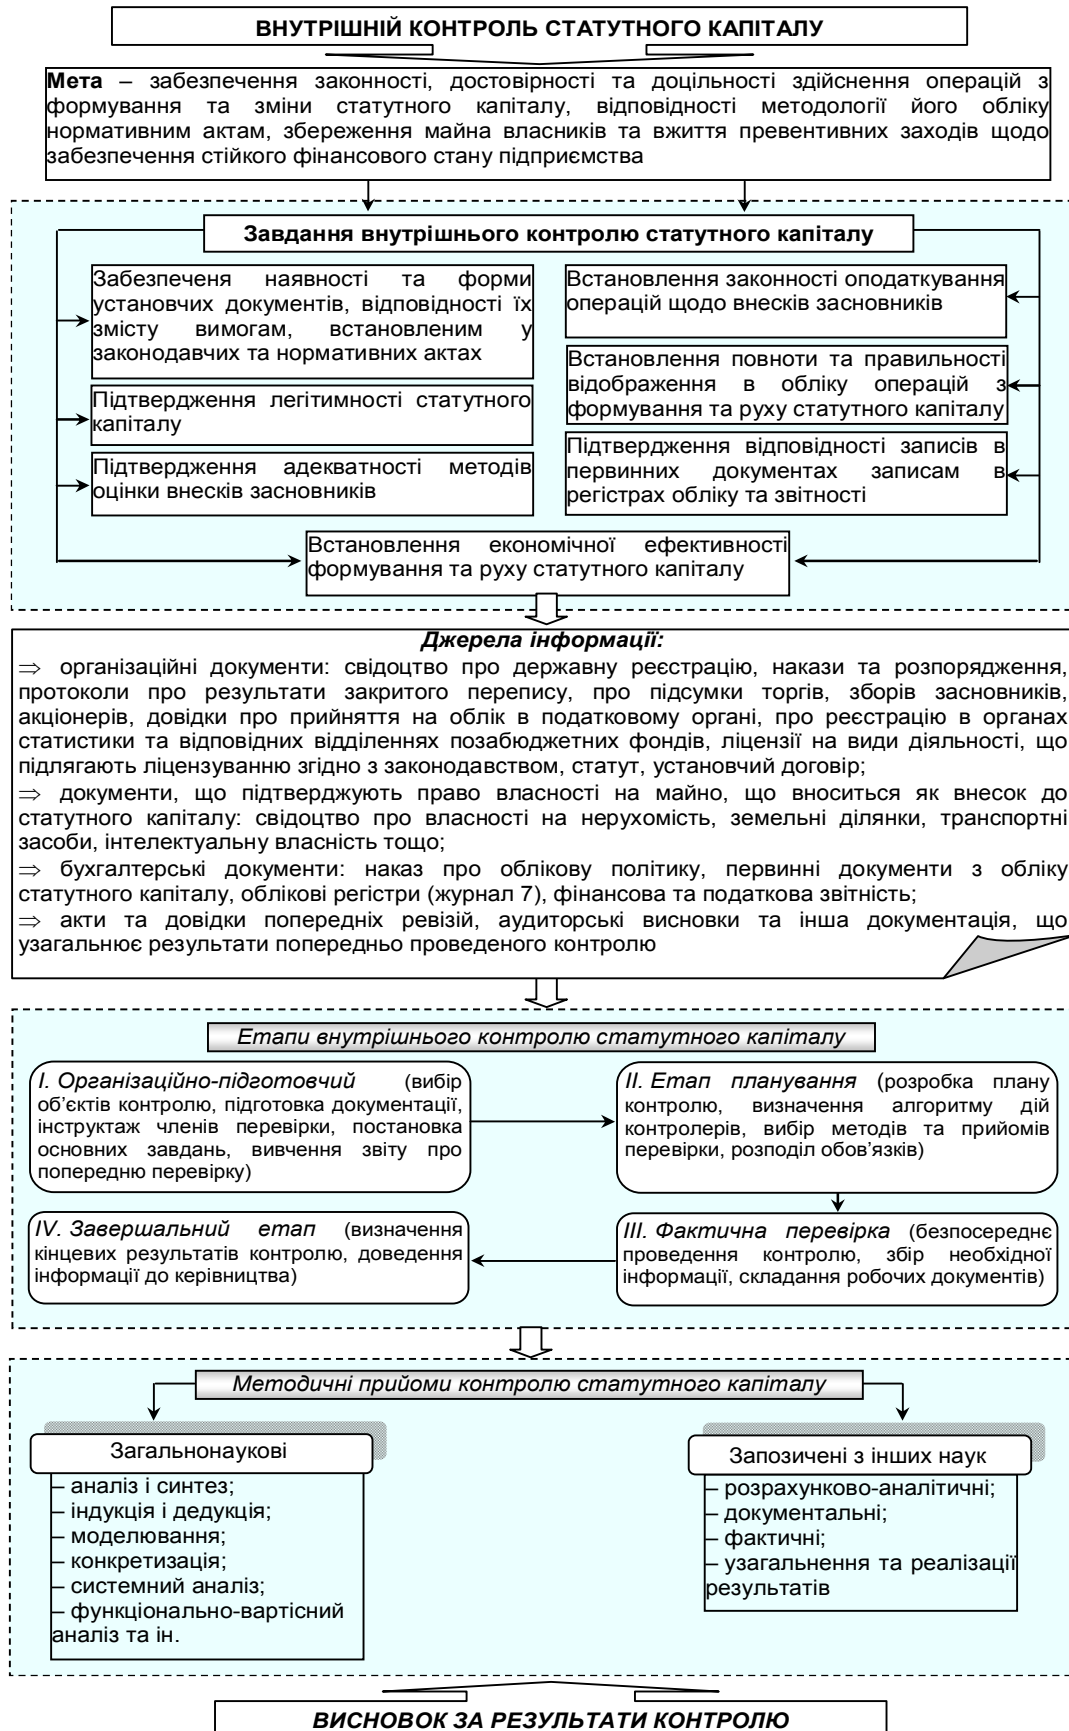 ВНУТРІШНІЙ КОНТРОЛЬ СТАТУТНОГО КАПІТАЛУ
Мета – забезпечення законності, достовірності та доцільності здійснення операцій з
формування та зміни статутного капіталу, відповідності методології його обліку
нормативним актам, збереження майна власників та вжиття превентивних заходів щодо
забезпечення стійкого фінансового стану підприємства
Завдання внутрішнього контролю статутного капіталу
Забезпеченя наявності та форми
установчих документів, відповідності їх
змісту вимогам, встановленим у
законодавчих та нормативних актах
Підтвердження легітимності статутного
капіталу
Підтвердження адекватності методів
оцінки внесків засновників
Встановлення законності оподаткування
операцій щодо внесків засновників
Встановлення повноти та правильності
відображення в обліку операцій з
формування та руху статутного капіталу
Підтвердження відповідності записів в
первинних документах записам в
регістрах обліку та звітності
Встановлення економічної ефективності
формування та руху статутного капіталу
Джерела інформації:
⇒ організаційні документи: свідоцтво про державну реєстрацію, накази та розпорядження,
протоколи про результати закритого перепису, про підсумки торгів, зборів засновників,
акціонерів, довідки про прийняття на облік в податковому органі, про реєстрацію в органах
статистики та відповідних відділеннях позабюджетних фондів, ліцензії на види діяльності, що
підлягають ліцензуванню згідно з законодавством, статут, установчий договір;
⇒ документи, що підтверджують право власності на майно, що вноситься як внесок до
статутного капіталу: свідоцтво про власності на нерухомість, земельні ділянки, транспортні
засоби, інтелектуальну власність тощо;
⇒ бухгалтерські документи: наказ про облікову політику, первинні документи з обліку
статутного капіталу, облікові регістри (журнал 7), фінансова та податкова звітність;
⇒ акти та довідки попередніх ревізій, аудиторські висновки та інша документація, що
узагальнює результати попередньо проведеного контролю
Етапи внутрішнього контролю статутного капіталу
I. Організаційно-підготовчий (вибір
об’єктів контролю, підготовка документації,
інструктаж членів перевірки, постановка
основних завдань, вивчення звіту про
попередню перевірку)
II. Етап планування (розробка плану
контролю, визначення алгоритму дій
контролерів, вибір методів та прийомів
перевірки, розподіл обов’язків)
IV. Завершальний етап (визначення
кінцевих результатів контролю, доведення
інформації до керівництва)
III. Фактична перевірка (безпосереднє
проведення контролю, збір необхідної
інформації, складання робочих документів)
Методичні прийоми контролю статутного капіталу
Загальнонаукові
– аналіз і синтез;
– індукція і дедукція;
– моделювання;
– конкретизація;
– системний аналіз;
– функціонально-вартісний
аналіз та ін.
Запозичені з інших наук
– розрахунково-аналітичні;
– документальні;
– фактичні;
– узагальнення та реалізації
результатів
ВИСНОВОК ЗА РЕЗУЛЬТАТИ КОНТРОЛЮ